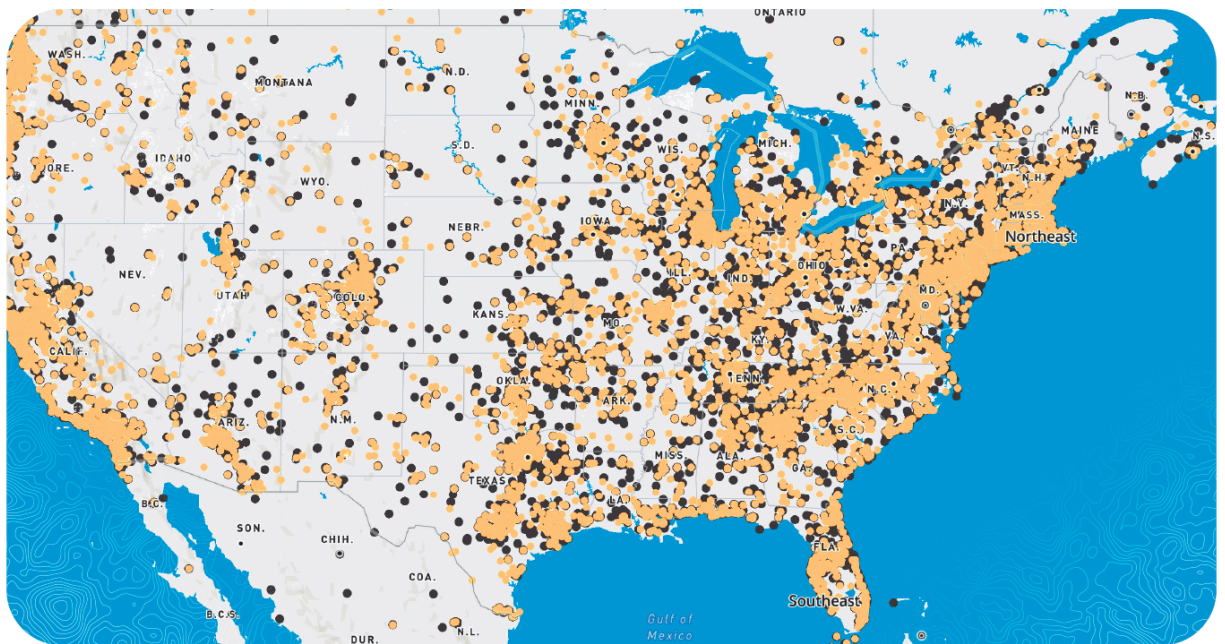 ONTARIO
WASH.
MONTANA
N.D.
MINN.
N.B.
ORE.
IDAHO
S.D.
WIS.
MICH.
MAINE
N.S.
VT.
N.H.
WYO.
N.Y.
MASS.
Northeast
NEBR.
IOWA
PA.
OHIO
NEV.
UTAH
COLO.
ILL.
IND.
MD.
KANS.
MO.
W.VA.
CALIF.
KY.
VA.
OKLA.
TENN.
N.C.
ARIZ.
N.M.
ARK.
S.C.
MISS.
ALA.
GA.
TEXAS
LA.
B.C.
SON.
CHIH.
FLA.
COA.
Southeast
B.C.S.
Gulf of
Mexico
DUR.
N.L.